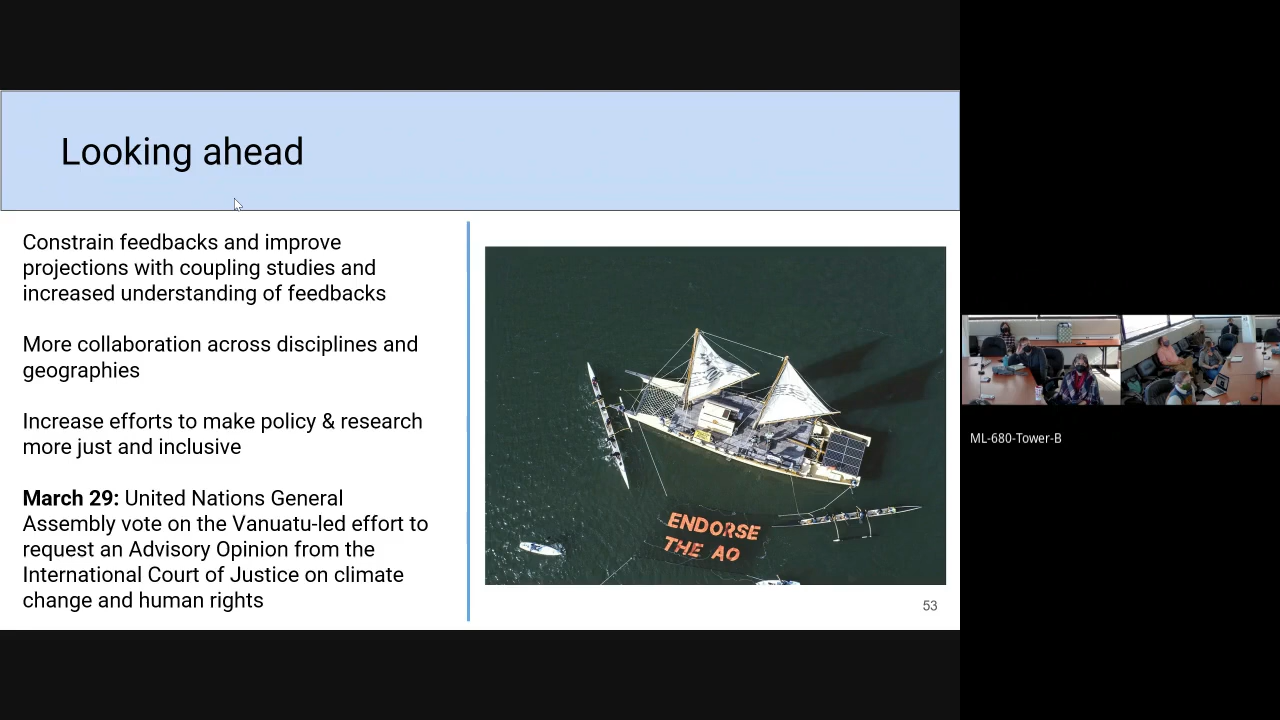 Looking ahead
Constrain feedbacks and improve
projections with coupling studies and
increased understanding of feedbacks
More collaboration across disciplines and
geographies
Increase efforts to make policy & research
more just and inclusive
March 29: United Nations General
Assembly vote on the Vanuatu-led effort to
request an Advisory Opinion from the
International Court of Justice on climate
change and human rights
ENDORSE
THE AO
53
ML-680-Tower-B